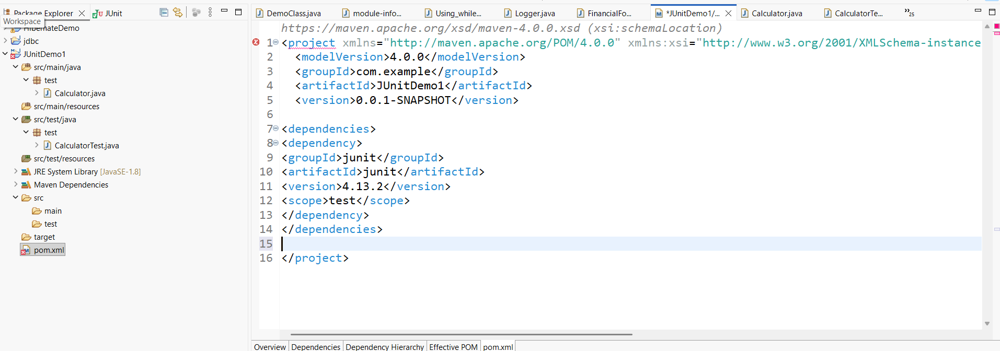 Package Explorer
JUnit
Workspace
HibernateDemo
jdbc
JUnitDemo1
src/main/java
test
Calculator.java
src/main/resources
src/test/java
test
CalculatorTest.java
src/test/resources
JRE System Library [JavaSE-1.8]
Maven Dependencies
src
main
test
target
pom.xml
DemoClass.java
module-info...
Using_while...
Logger.java
FinancialFo...
*JUnitDemo1/...
Calculator.java
CalculatorTe...
»25
https://maven.apache.org/xsd/maven-4.0.0.xsd (xsi:schemaLocation)
1 <project xmlns="http://maven.apache.org/POM/4.0.0" xmlns:xsi="http://www.w3.org/2001/XMLSchema-instance
2 <modelVersion>4.0.0</modelVersion>
3 <groupId>com.example</groupId>
4 <artifactId>JUnitDemo1</artifactId>
5 <version>0.0.1-SNAPSHOT</version>
6
7 <dependencies>
8 <dependency>
9 <groupId>junit</groupId>
10 <artifactId>junit</artifactId>
11 <version>4.13.2</version>
12 <scope>test</scope>
13 </dependency>
14 </dependencies>
15
16 </project>
Overview
Dependencies
Dependency Hierarchy
Effective POM
pom.xml